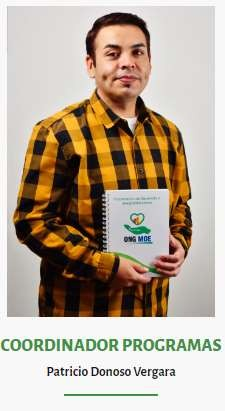 ONG MOE
COORDINADOR PROGRAMAS
Patricio Donoso Vergara